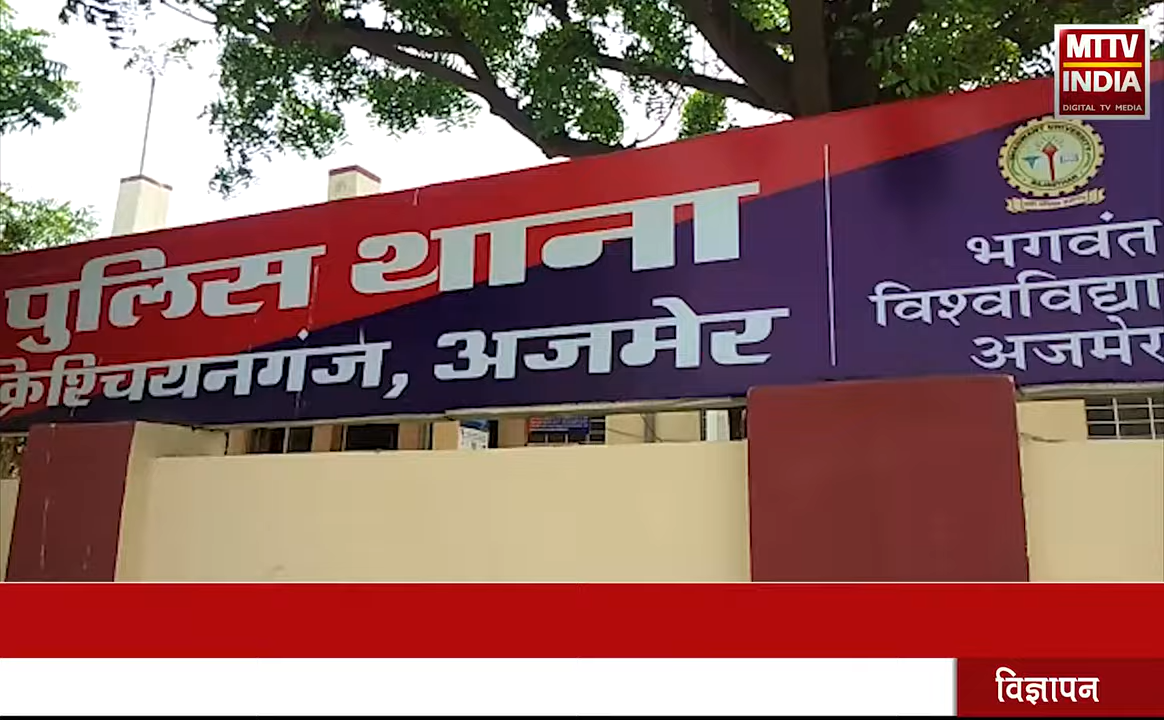 MTTV
INDIA
DIGITAL TV MEDIA
पुलिस थाना
क्रिश्चियनगंज, अजमेर
भगवंत
विश्वविद्या
अजमेर
विज्ञापन